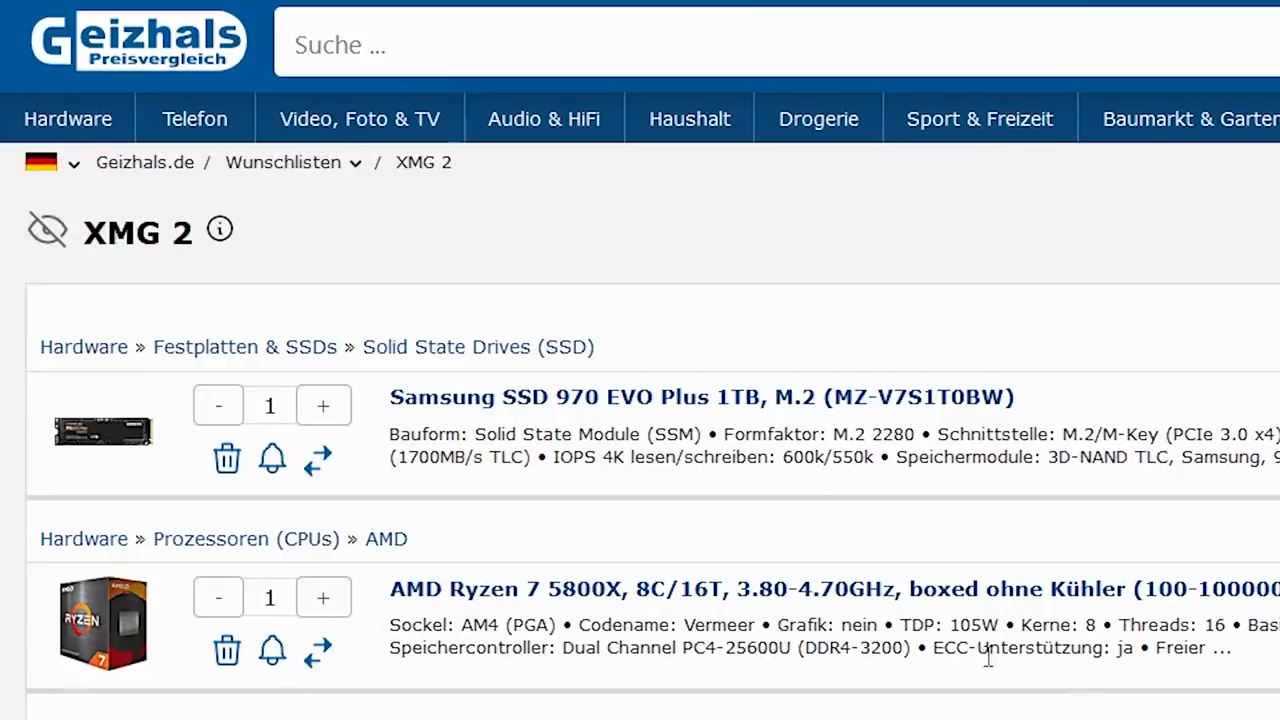 Geizhals
Preisvergleich
Suche ...
Hardware Telefon Video, Foto & TV Audio & HiFi Haushalt Drogerie Sport & Freizeit Baumarkt & Garten
Geizhals.de / Wunschlisten / XMG 2
XMG 2
Hardware » Festplatten & SSDs » Solid State Drives (SSD)
- 1 +
Samsung SSD 970 EVO Plus 1TB, M.2 (MZ-V7S1T0BW)
Bauform: Solid State Module (SSM) • Formfaktor: M.2 2280 • Schnittstelle: M.2/M-Key (PCIe 3.0 x4)
(1700MB/s TLC) • IOPS 4K lesen/schreiben: 600k/550k • Speichermodule: 3D-NAND TLC, Samsung, 9
Hardware » Prozessoren (CPUs) » AMD
RYZEN
7
- 1 +
AMD Ryzen 7 5800X, 8C/16T, 3.80-4.70GHz, boxed ohne Kühler (100-100000
Sockel: AM4 (PGA) • Codename: Vermeer • Grafik: nein • TDP: 105W • Kerne: 8 • Threads: 16 • Basi
Speichercontroller: Dual Channel PC4-25600U (DDR4-3200) • ECC-Unterstützung: ja • Freier ...